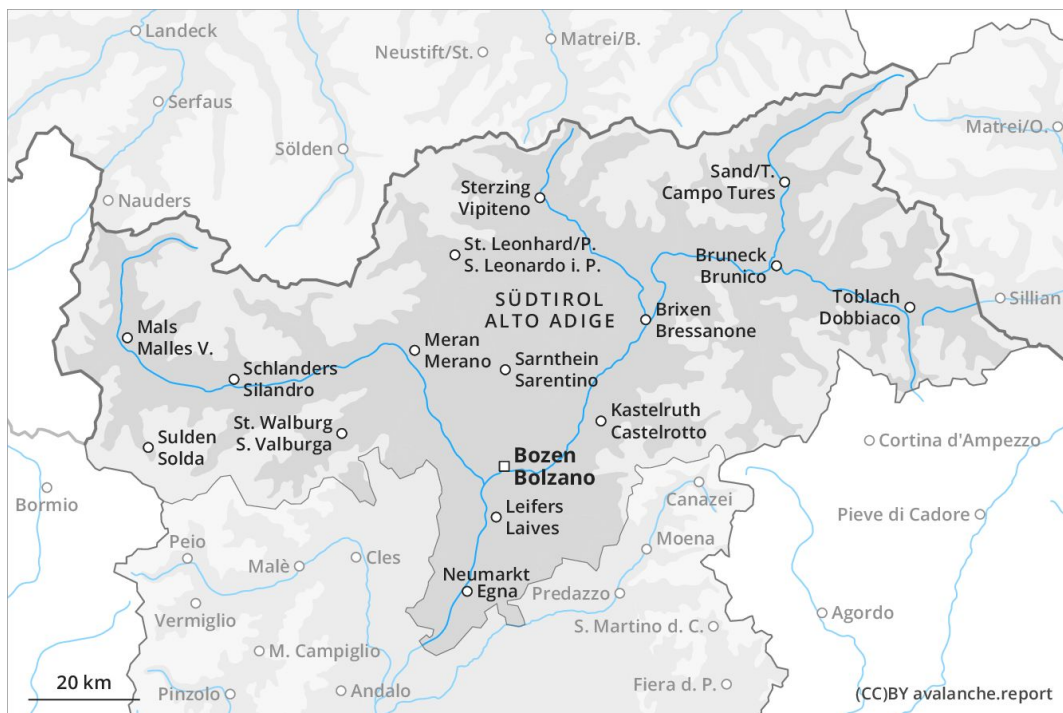 Landeck
Neustift/St.
Matrei/B.
Serfaus
Matrei/O.
Sölden
Sand/T.
Campo Tures
Sterzing
Vipiteno
Nauders
St. Leonhard/P.
S. Leonardo i. P.
Bruneck
Brunico
SÜDTIROL
ALTO ADIGE
Toblach
Dobbiaco
Sillian
Brixen
Bressanone
Mals
Malles V.
Meran
Merano
Schlanders
Silandro
Sarnthein
Sarentino
Kastelruth
Castelrotto
St. Walburg
S. Valburga
Sulden
Solda
Cortina d'Ampezzo
Bozen
Bolzano
Bormio
Canazei
Leifers
Laives
Pieve di Cadore
Peio
Moena
Cles
Malè
Neumarkt
Egna
Predazzo
Vermiglio
Agordo
S. Martino d. C.
M. Campiglio
20 km
Pinzolo
Andalo
Fiera d. P.
(CC)BY avalanche.report